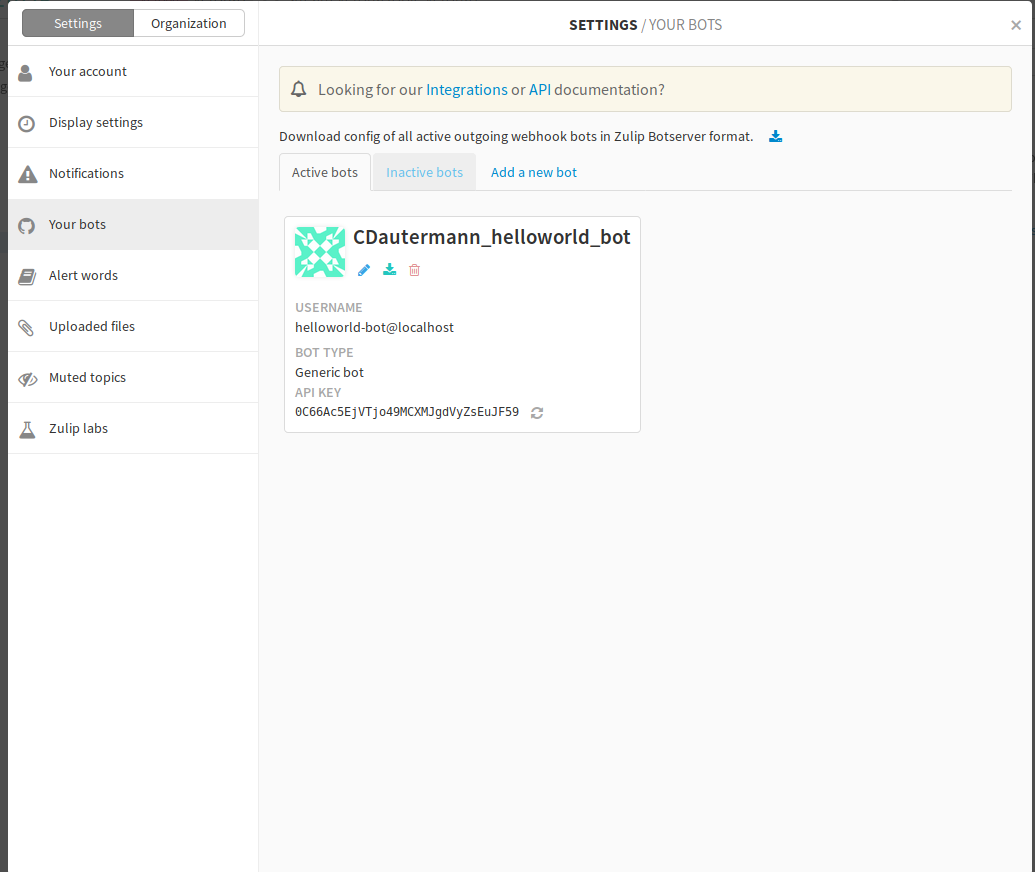 Settings Organization SETTINGS / YOUR BOTS ×
Your account
Display settings
Notifications
Your bots
Alert words
Uploaded files
Muted topics
Zulip labs
Looking for our Integrations or API documentation?
Download config of all active outgoing webhook bots in Zulip Botserver format.
Active bots Inactive bots Add a new bot
CDautermann_helloworld_bot
USERNAME
helloworld-bot@localhost
BOT TYPE
Generic bot
API KEY
0C66Ac5EjVTjo49MCXMJgdVyZsEuJF59